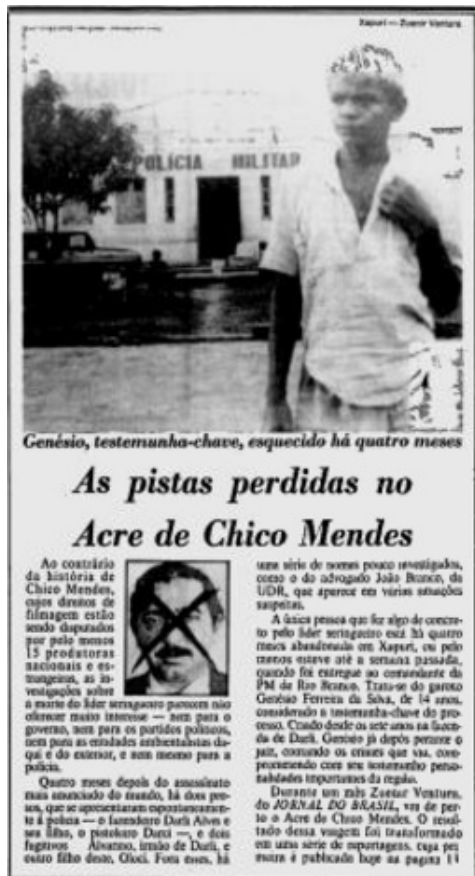 Xapuri — Zuenir Ventura
POLÍCIA MILITAR
Genésio, testemunha-chave, esquecido há quatro meses
As pistas perdidas no
Acre de Chico Mendes
Ao contrário
da história de
Chico Mendes,
cujos direitos de
filmagem estão
sendo disputados
por pelo menos
15 produtoras
nacionais e es-
trangeiras, as in-
vestigações sobre
a morte do líder seringueiro parecem não
oferecer muito interesse — nem para o
governo, nem para os partidos políticos,
nem para as entidades ambientalistas da-
qui e do exterior, e nem mesmo para a
polícia.
Quatro meses depois do assassinato
mais anunciado do mundo, há dois pre-
sos, que se apresentaram espontaneamen-
te à polícia — o fazendeiro Darli Alves e
seu filho, o pistoleiro Darci —, e dois
fugitivos Alvarino, irmão de Darli, e
outro filho deste, Oloci. Fora esses, há
uma série de nomes pouco investigados,
como o do advogado João Branco, da
UDR, que aparece em várias situações
suspeitas.
A única pessoa que fez algo de concre-
to pelo líder seringueiro está há quatro
meses abandonada em Xapuri, ou pelo
menos esteve até a semana passada,
quando foi entregue ao comandante da
PM de Rio Branco. Trata-se do garoto
Genésio Ferreira da Silva, de 14 anos,
considerado a testemunha-chave do pro-
cesso. Criado desde os sete anos na fazen-
da de Darli, Genésio já depôs perante o
juiz, contando os crimes que viu, com-
prometendo com seu testemunho perso-
nalidades importantes da região.
Durante um mês Zuenir Ventura,
do JORNAL DO BRASIL, viu de per-
to o Acre de Chico Mendes. O resul-
tado dessa viagem foi transformado
em uma série de reportagens, cuja pri-
meira é publicada hoje na página 14